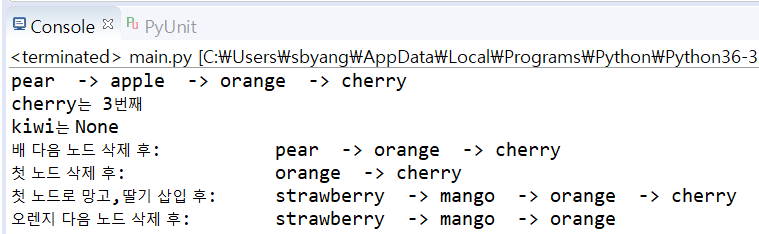 Console PyUnit
<terminated> main.py [C:₩Users₩sbyang₩AppData₩Local₩Programs₩Python₩Python36-3
pear -> apple -> orange -> cherry
cherry는 3번째
kiwi는 None
배 다음 노드 삭제 후: pear -> orange -> cherry
첫 노드 삭제 후: orange -> cherry
첫 노드로 망고,딸기 삽입 후: strawberry -> mango -> orange -> cherry
오렌지 다음 노드 삭제 후: strawberry -> mango -> orange